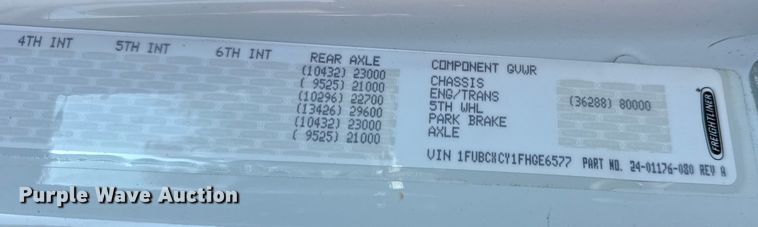 4TH INT 5TH INT 6TH INT REAR AXLE
(10432) 23000
( 9525) 21000
(10296) 22700
(13426) 29600
(10432) 23000
( 9525) 21000
COMPONENT GVWR
CHASSIS
ENG/TRANS
5TH WHL
PARK BRAKE
AXLE
(36288) 80000
VIN 1FUBCXCY1FHGE6577 PART NO. 24-01176-080 REV A
FREIGHTLINER
Purple Wave Auction